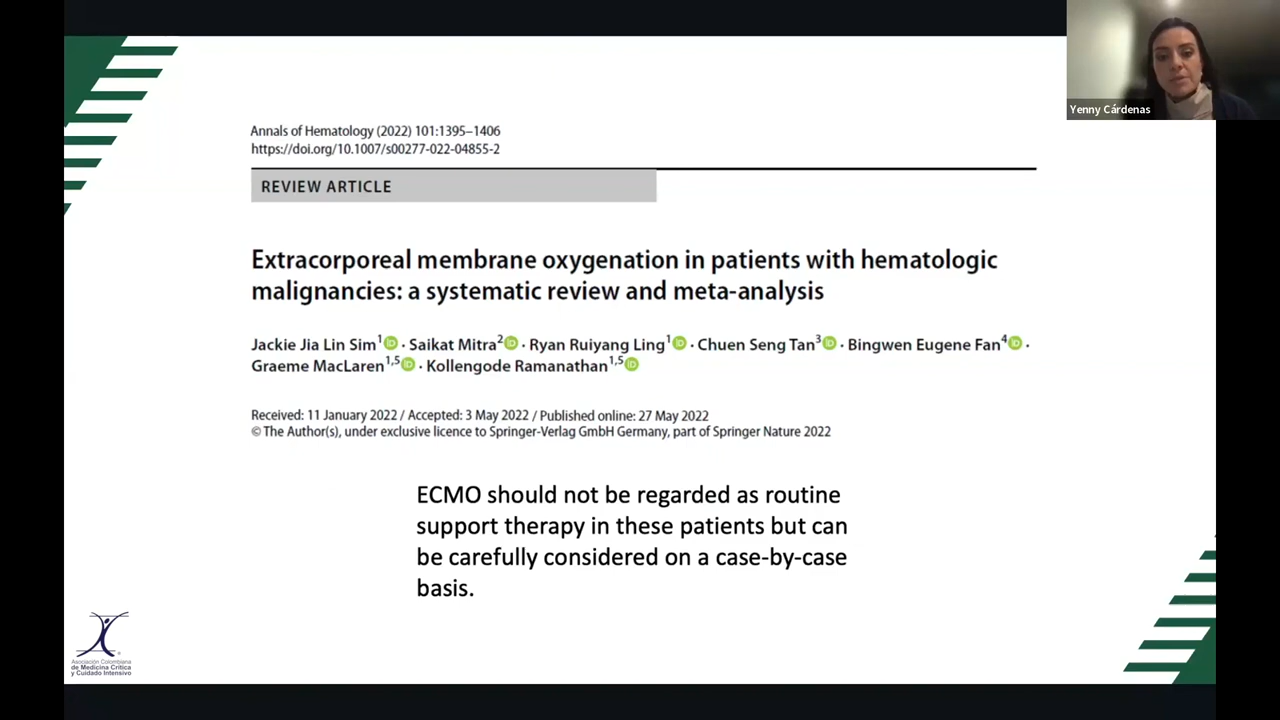 Yenny Cárdenas
Annals of Hematology (2022) 101:1395–1406
https://doi.org/10.1007/s00277-022-04855-2
REVIEW ARTICLE
Extracorporeal membrane oxygenation in patients with hematologic
malignancies: a systematic review and meta-analysis
Jackie Jia Lin Sim1 · Saikat Mitra2 · Ryan Ruiyang Ling1 · Chuen Seng Tan3 · Bingwen Eugene Fan4 ·
Graeme MacLaren1,5 · Kollengode Ramanathan1,5
Received: 11 January 2022 / Accepted: 3 May 2022 / Published online: 27 May 2022
© The Author(s), under exclusive licence to Springer-Verlag GmbH Germany, part of Springer Nature 2022
ECMO should not be regarded as routine
support therapy in these patients but can
be carefully considered on a case-by-case
basis.
Asociación Colombiana
de Medicina Crítica
y Cuidado Intensivo